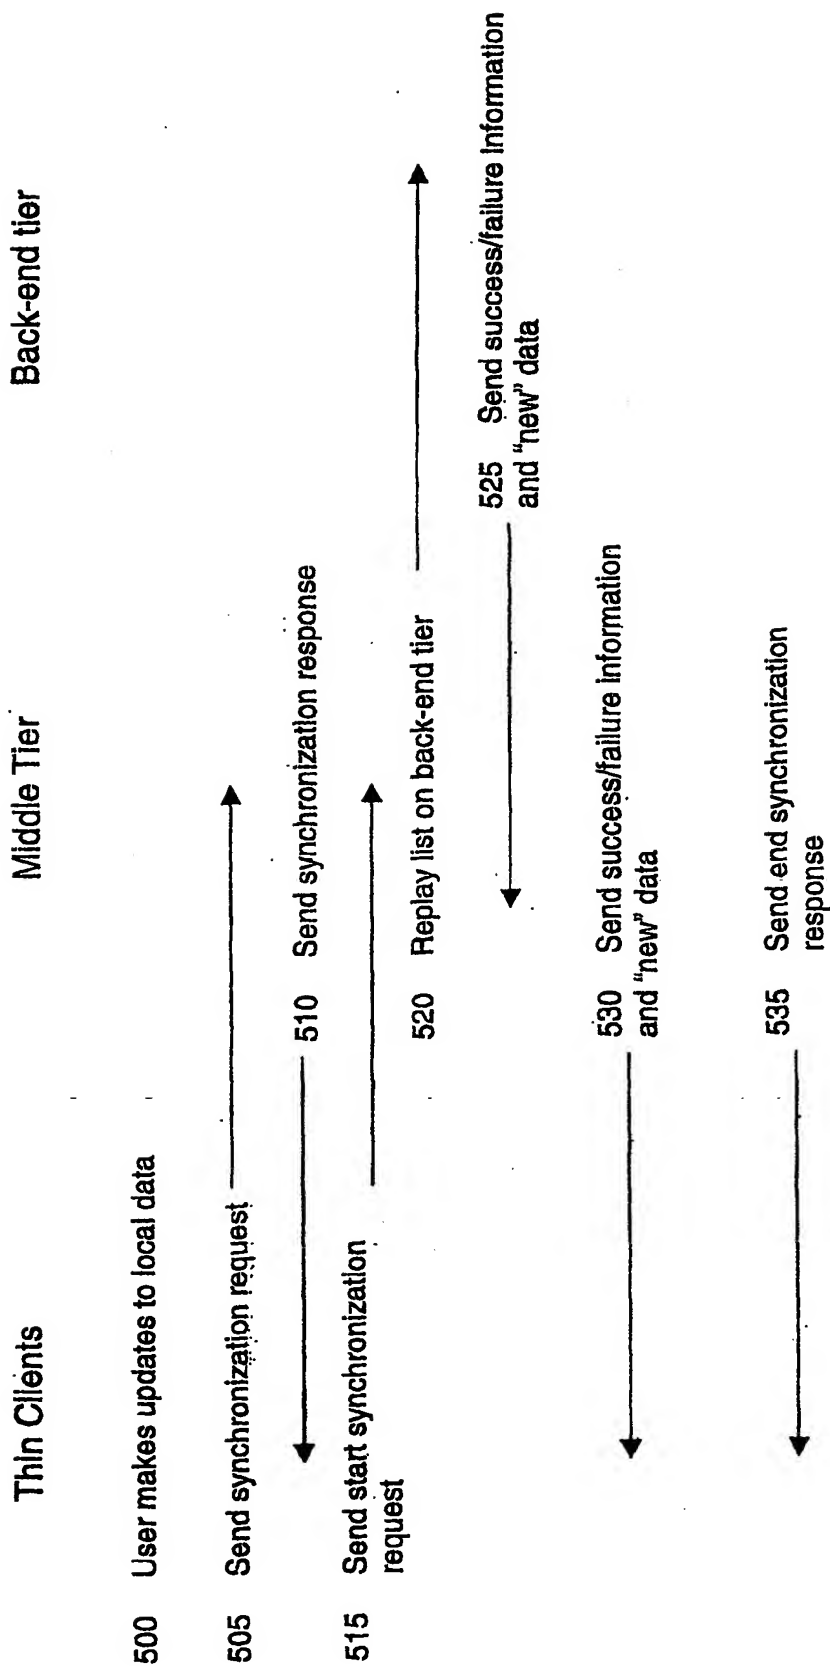 Thin Clients
Middle Tier
Back-end tier
500 User makes updates to local data
505 Send synchronization request
510 Send synchronization response
515 Send start synchronization
request
520 Replay list on back-end tier
525 Send success/failure Information
and “new” data
530 Send success/failure Information
and “new” data
535 Send end synchronization
response